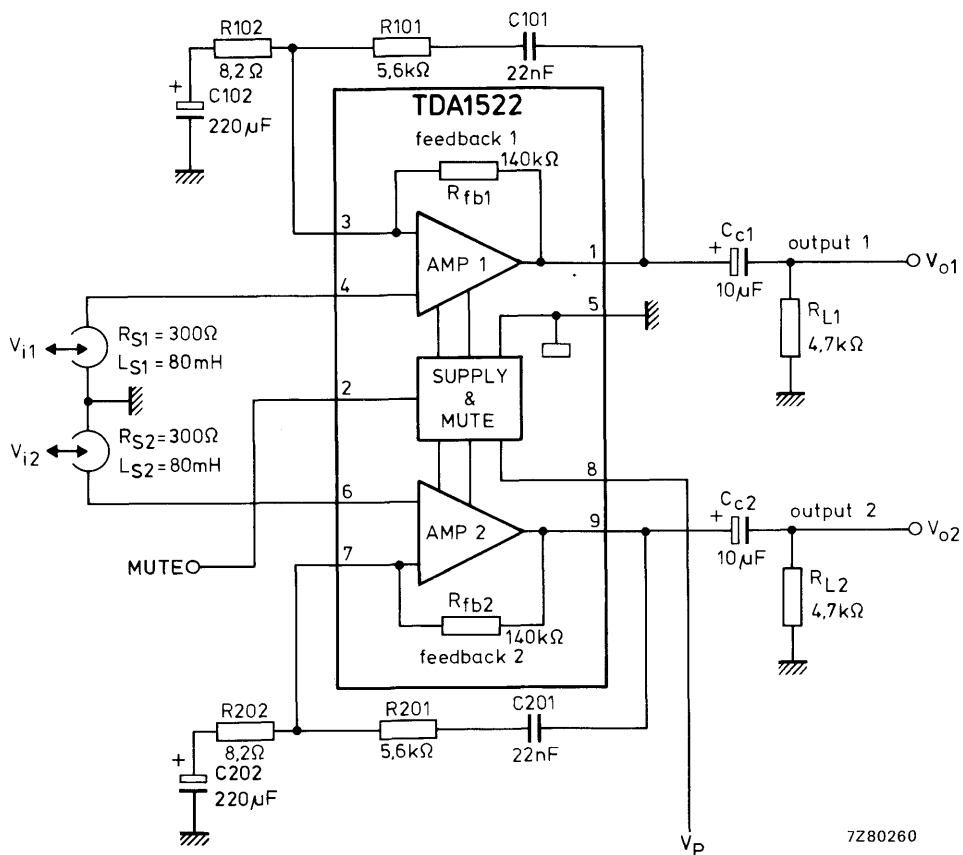 R102
8,2Ω
R101
5,6kΩ
C101
22nF
+
C102
220µF
TDA1522
feedback 1
140kΩ
Rfb1
3
AMP 1
1
+
Cc1
10µF
output 1
Vo1
4
5
RL1
4,7kΩ
Vi1
RS1=300Ω
LS1=80mH
SUPPLY
&
MUTE
2
Vi2
RS2=300Ω
LS2=80mH
8
6
AMP 2
9
+
Cc2
10µF
output 2
Vo2
7
MUTE
Rfb2
140kΩ
feedback 2
RL2
4,7kΩ
R202
8,2Ω
R201
5,6kΩ
C201
22nF
+
C202
220µF
VP
7Z80260